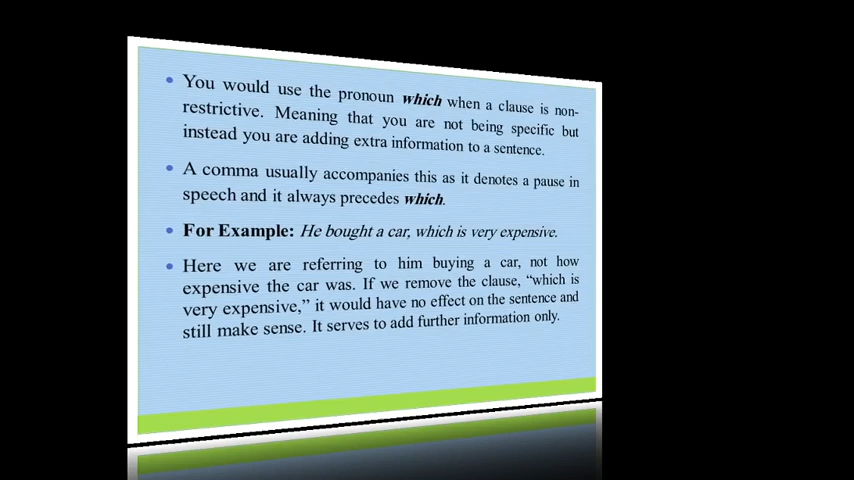 You would use the pronoun which when a clause is non-
restrictive. Meaning that you are not being specific but
instead you are adding extra information to a sentence.
A comma usually accompanies this as it denotes a pause in
speech and it always precedes which.
For Example: He bought a car, which is very expensive.
Here we are referring to him buying a car, not how
expensive the car was. If we remove the clause, “which is
very expensive,” it would have no effect on the sentence and
still make sense. It serves to add further information only.